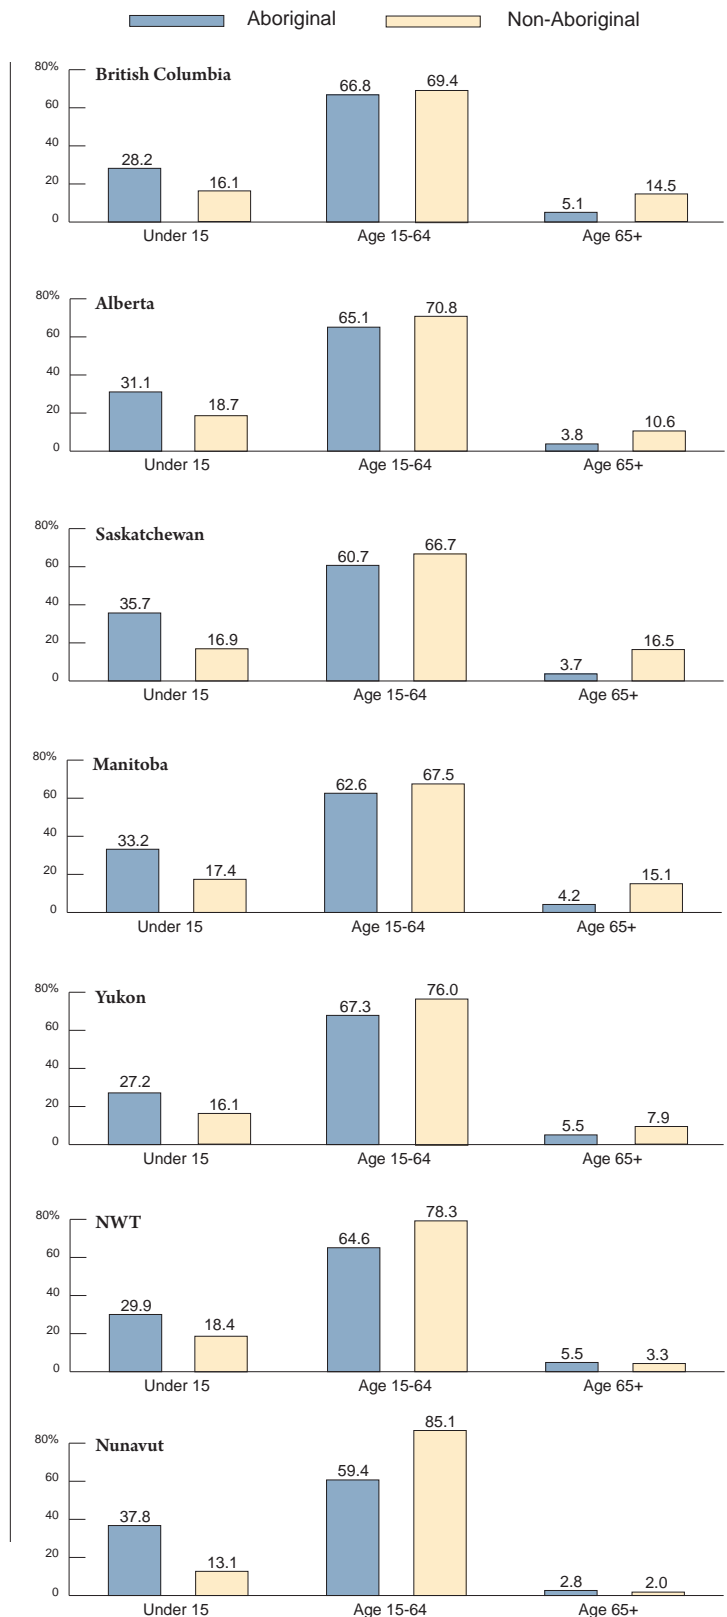 Aboriginal Non-Aboriginal
80% British Columbia 66.8 69.4
60
40
28.2
20 16.1 14.5
5.1
0
Under 15 Age 15-64 Age 65+
80% Alberta 65.1 70.8
60
40
31.1
20 18.7 10.6
3.8
0
Under 15 Age 15-64 Age 65+
80% Saskatchewan 60.7 66.7
60
40
35.7
20 16.9 16.5
3.7
0
Under 15 Age 15-64 Age 65+
80% Manitoba 62.6 67.5
60
40
33.2
20 17.4 15.1
4.2
0
Under 15 Age 15-64 Age 65+
80% Yukon 67.3 76.0
60
40
27.2
20 16.1 7.9
5.5
0
Under 15 Age 15-64 Age 65+
80% NWT 64.6 78.3
60
40
29.9
20 18.4
5.5 3.3
0
Under 15 Age 15-64 Age 65+
80% Nunavut 59.4 85.1
60
40
37.8
20 13.1
2.8 2.0
0
Under 15 Age 15-64 Age 65+